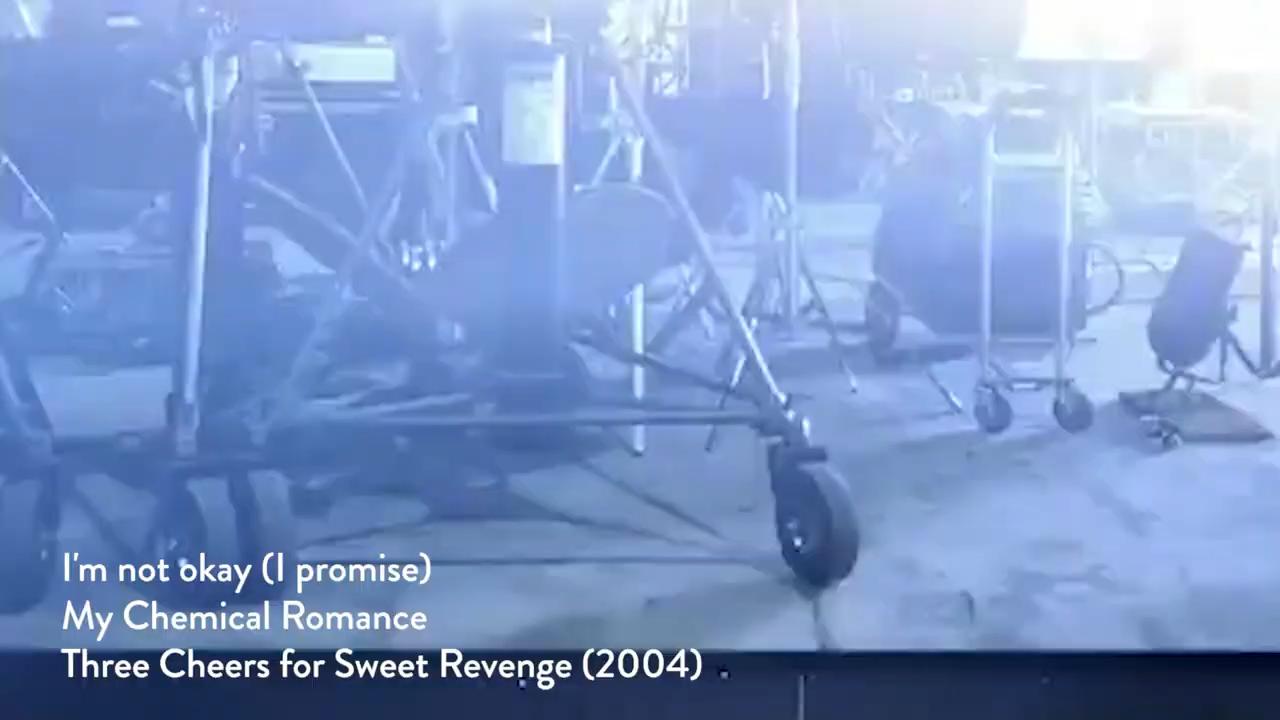 I'm not okay (I promise)
My Chemical Romance
Three Cheers for Sweet Revenge (2004)